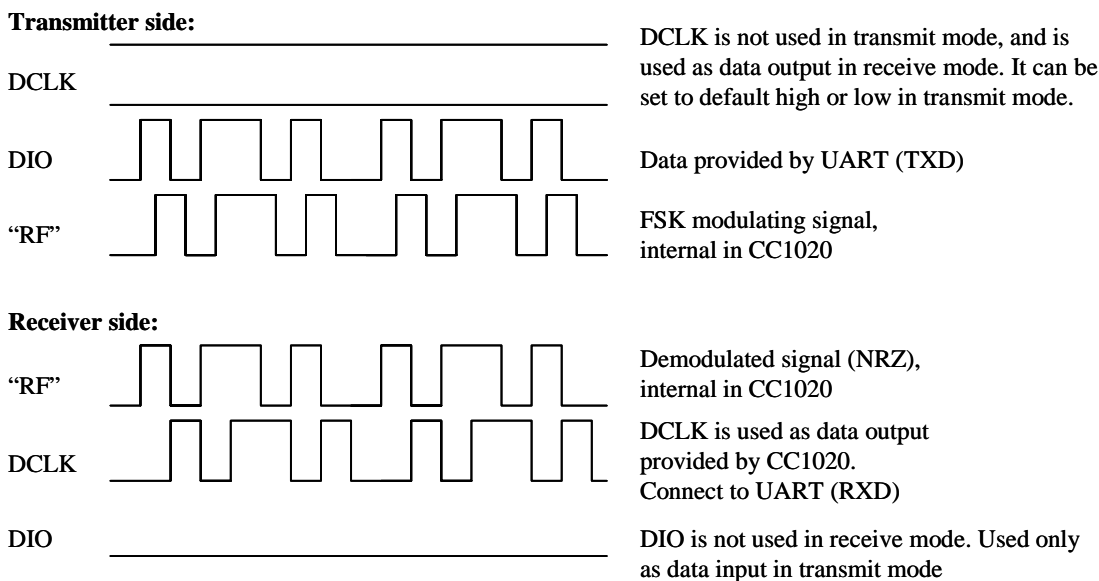 Transmitter side:
DCLK
DCLK is not used in transmit mode, and is
used as data output in receive mode. It can be
set to default high or low in transmit mode.
DIO
Data provided by UART (TXD)
“RF”
FSK modulating signal,
internal in CC1020
Receiver side:
“RF”
Demodulated signal (NRZ),
internal in CC1020
DCLK
DCLK is used as data output
provided by CC1020.
Connect to UART (RXD)
DIO
DIO is not used in receive mode. Used only
as data input in transmit mode